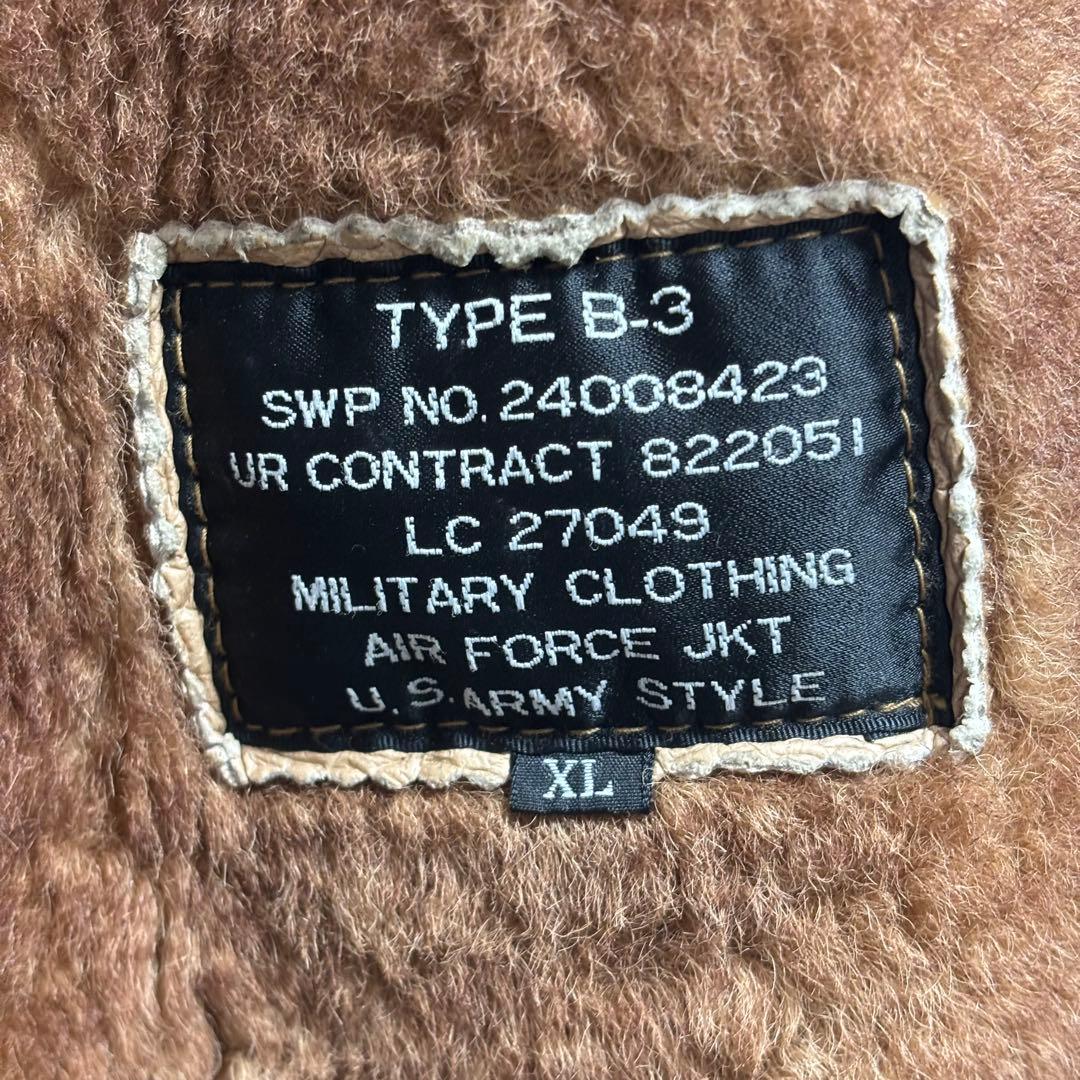 TYPE B-3
SWP NO. 24008423
UR CONTRACT 822051
LC 27049
MILITARY CLOTHING
AIR FORCE JKT
U.S. ARMY STYLE
XL